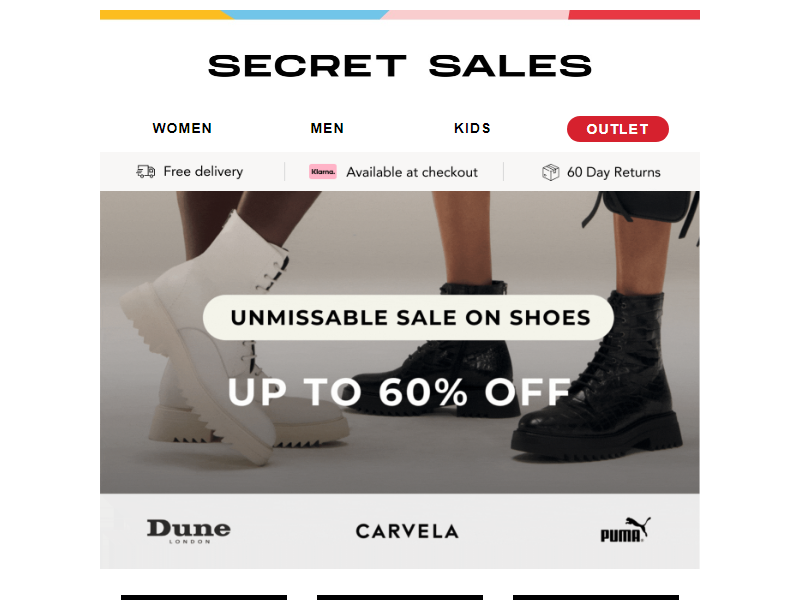 SECRET SALES
WOMEN MEN KIDS OUTLET
Free delivery Klarna. Available at checkout 60 Day Returns
UNMISSABLE SALE ON SHOES
UP TO 60% OFF
Dune CARVELA PUMA
LONDON